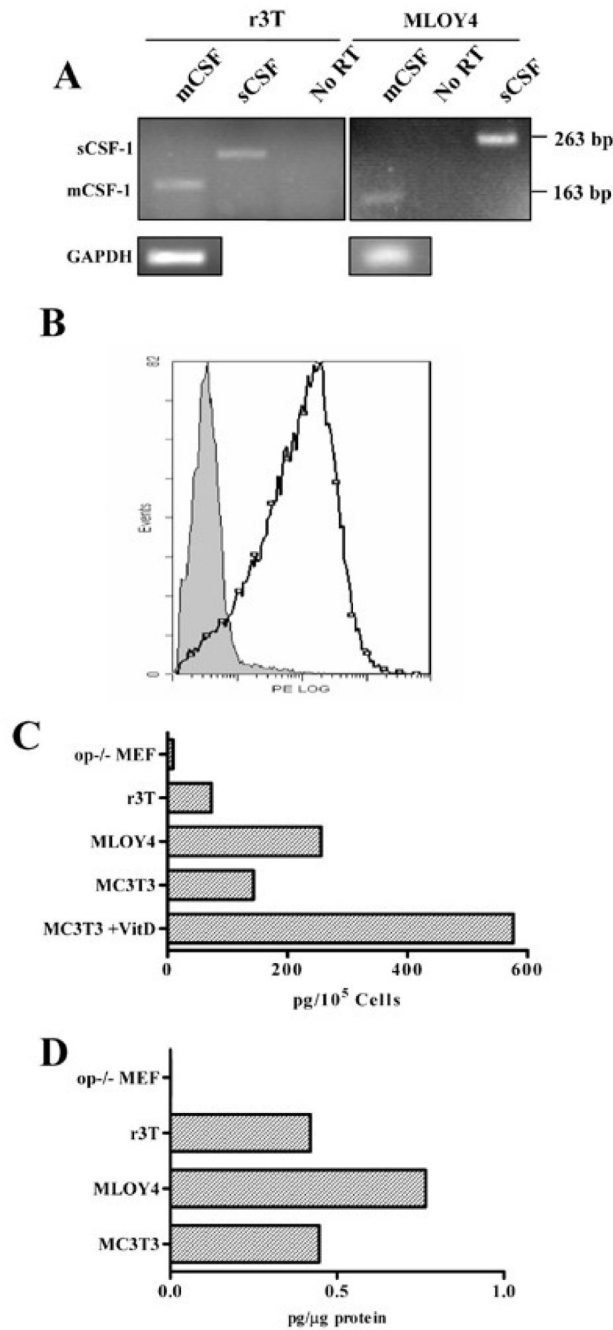 r3T MLOY4
A
mCSF sCSF No RT mCSF No RT sCSF
sCSF-1 263 bp
mCSF-1 163 bp
GAPDH
B
82
Events
0
PE LOG
C
op-/- MEF
r3T
MLOY4
MC3T3
MC3T3 +VitD
0 200 400 600
pg/10⁵ Cells
D
op-/- MEF
r3T
MLOY4
MC3T3
0.0 0.5 1.0
pg/µg protein